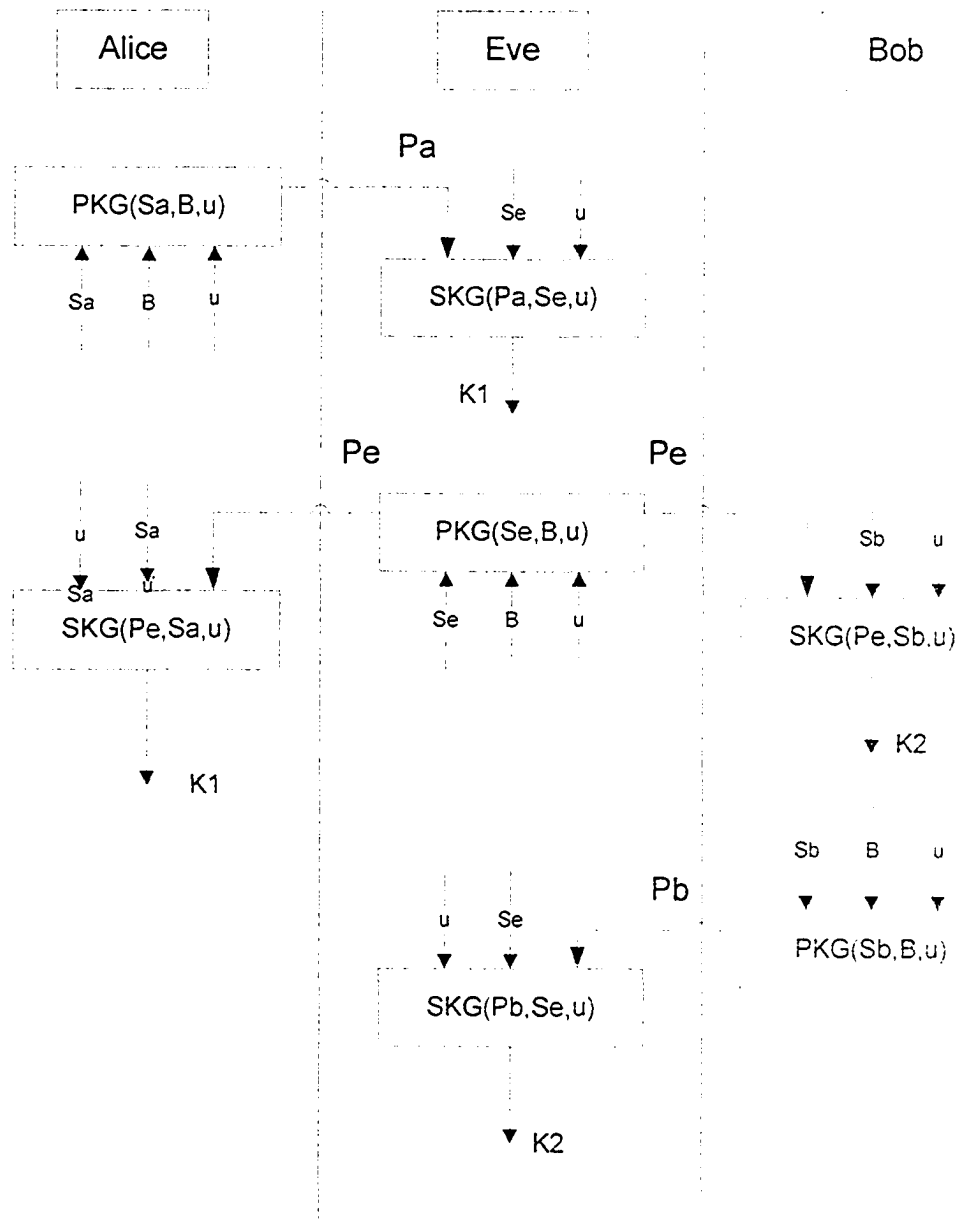 Alice Eve Bob
Pa
PKG(Sa,B,u)
Se u
Sa B u
SKG(Pa,Se,u)
K1
Pe Pe
u Sa
PKG(Se,B,u)
Sb u
Sa u
SKG(Pe,Sa,u)
Se B u
SKG(Pe,Sb,u)
K2
K1
Sb B u
Pb
u Se
PKG(Sb,B,u)
SKG(Pb,Se,u)
K2